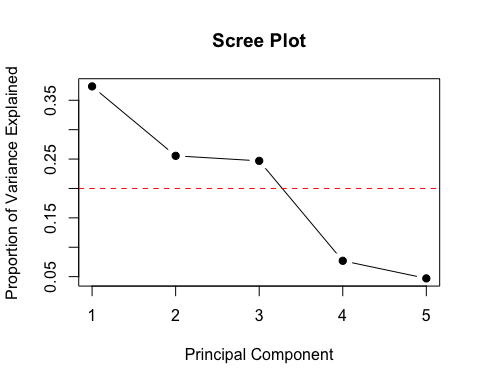 Scree Plot
Proportion of Variance Explained
0.35
0.25
0.15
0.05
1 2 3 4 5
Principal Component